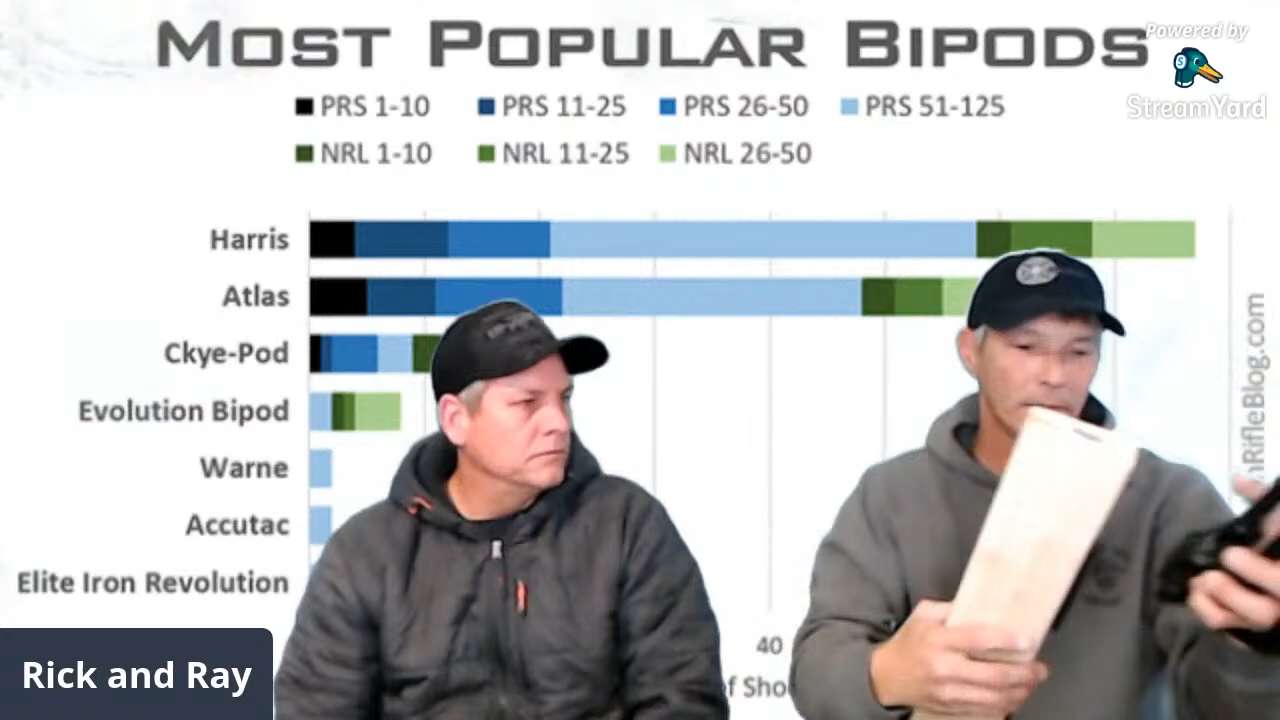 MOST POPULAR BIPODS
Powered by
StreamYard
PRS 1-10 PRS 11-25 PRS 26-50 PRS 51-125
NRL 1-10 NRL 11-25 NRL 26-50
Harris
Atlas
Ckye-Pod
Evolution Bipod
Warne
Accutac
Elite Iron Revolution
40
Rick and Ray